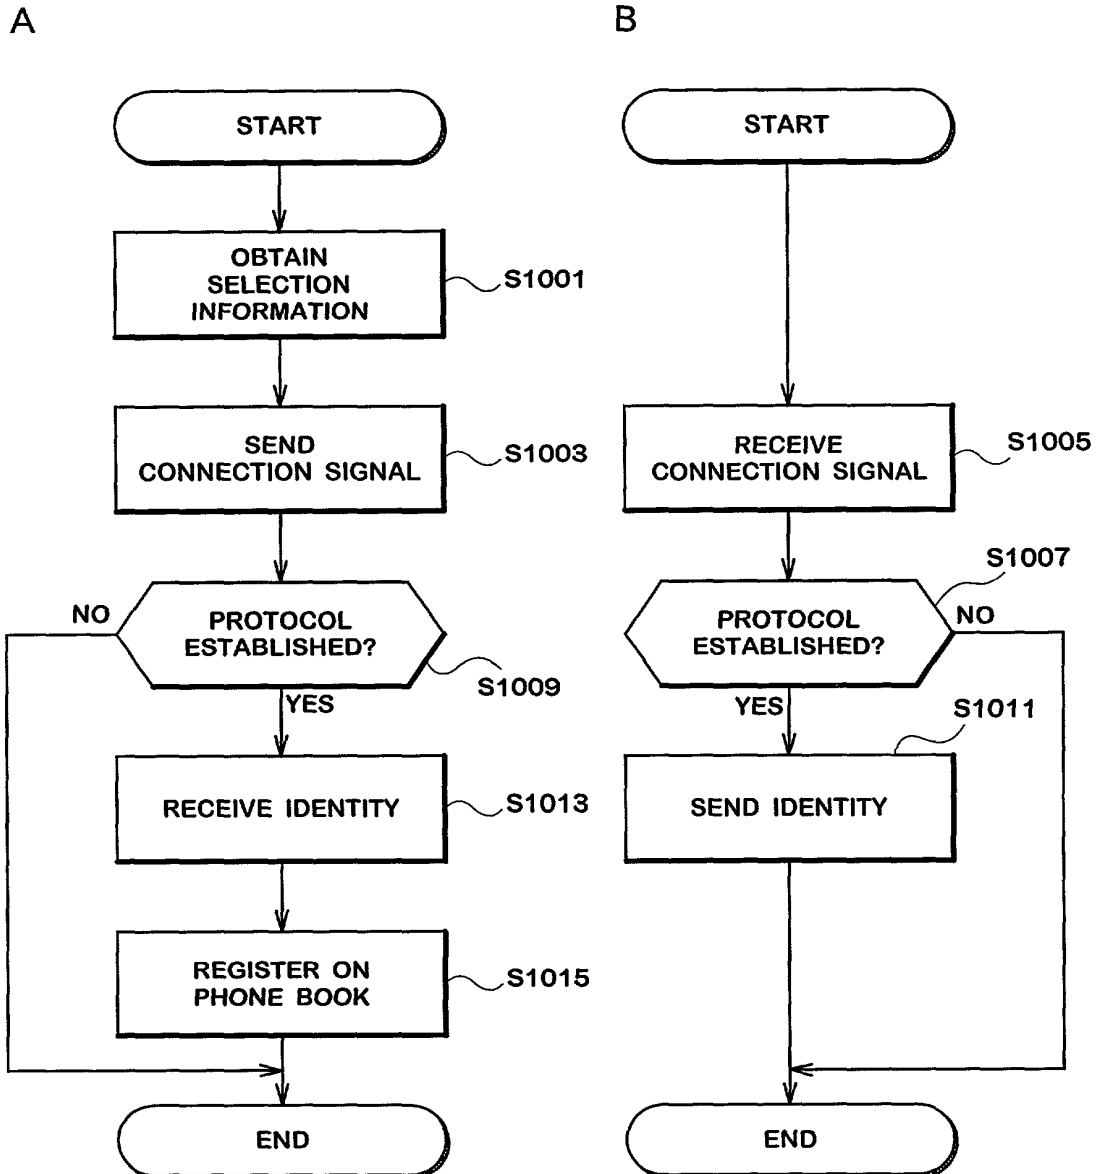 A
START
OBTAIN
SELECTION
INFORMATION
S1001
SEND
CONNECTION SIGNAL
S1003
PROTOCOL
ESTABLISHED?
NO
S1009
YES
RECEIVE IDENTITY
S1013
REGISTER ON
PHONE BOOK
S1015
END
B
START
RECEIVE
CONNECTION SIGNAL
S1005
S1007
PROTOCOL
ESTABLISHED?
NO
YES
S1011
SEND IDENTITY
END